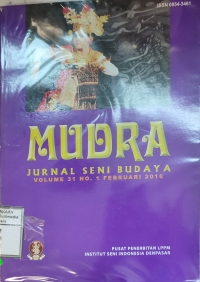 ISSN 0854-3461
MUDRA
JURNAL SENI BUDAYA
VOLUME 31 NO. 1 FEBRUARI 2016
PUSAT PENERBITAN LPPM
INSTITUT SENI INDONESIA DENPASAR